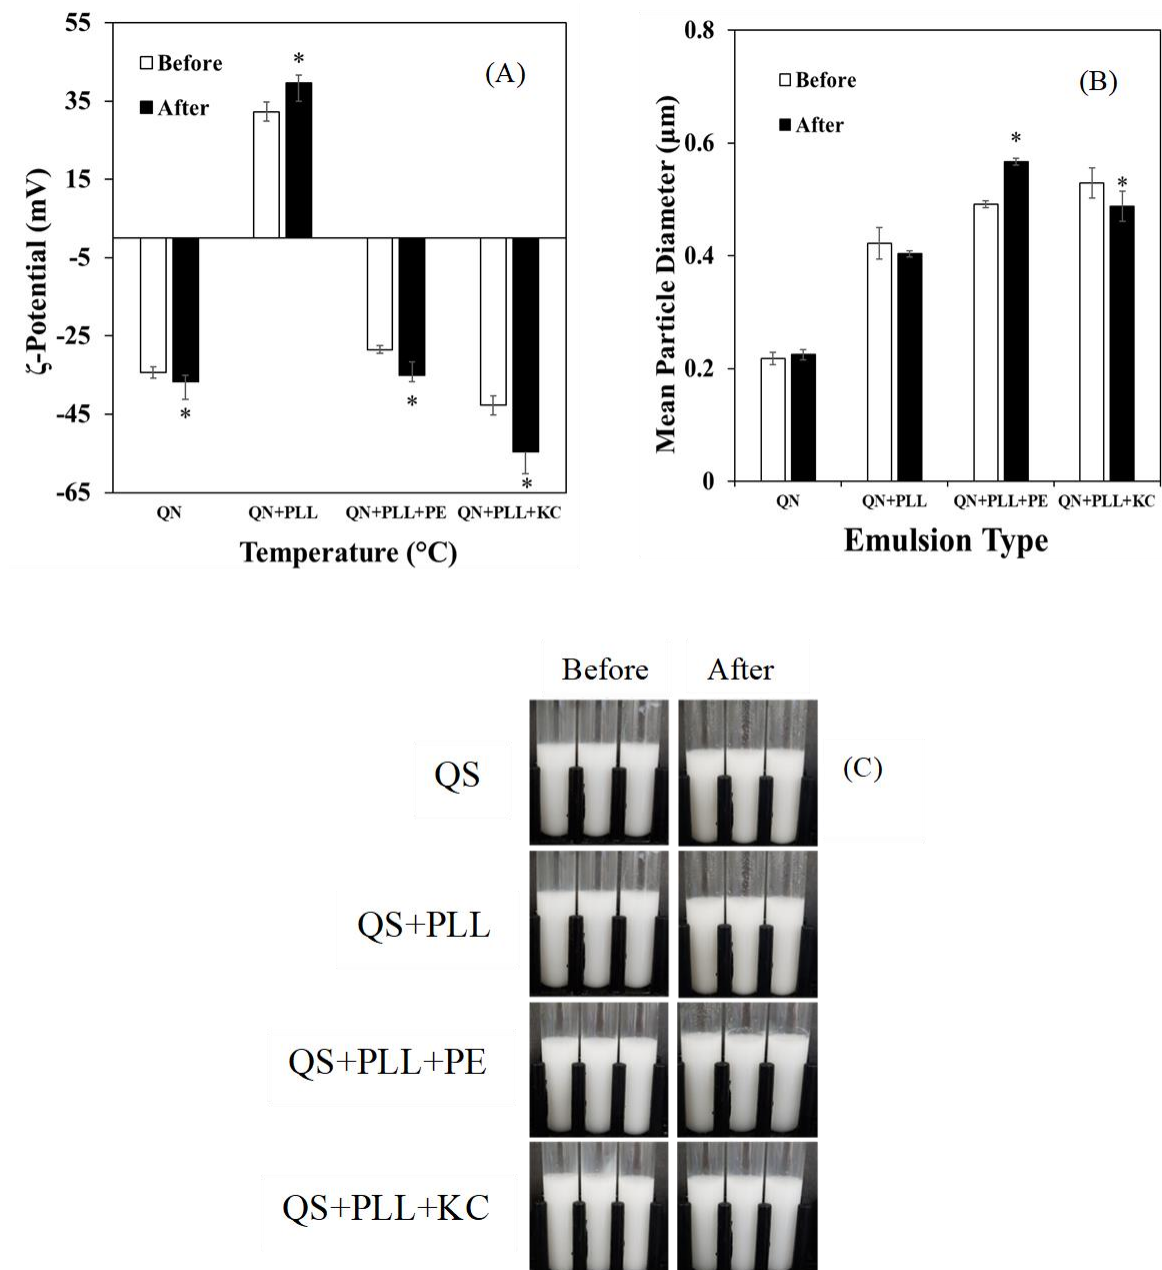 55
35
15
-5
-25
-45
-65
ζ-Potential (mV)
Before
After
(A)
*
*
*
*
QN
QN+PLL
QN+PLL+PE
QN+PLL+KC
Temperature (°C)
0.8
0.6
0.4
0.2
0
Mean Particle Diameter (µm)
Before
After
(B)
*
*
QN
QN+PLL
QN+PLL+PE
QN+PLL+KC
Emulsion Type
Before
After
QS
(C)
QS+PLL
QS+PLL+PE
QS+PLL+KC